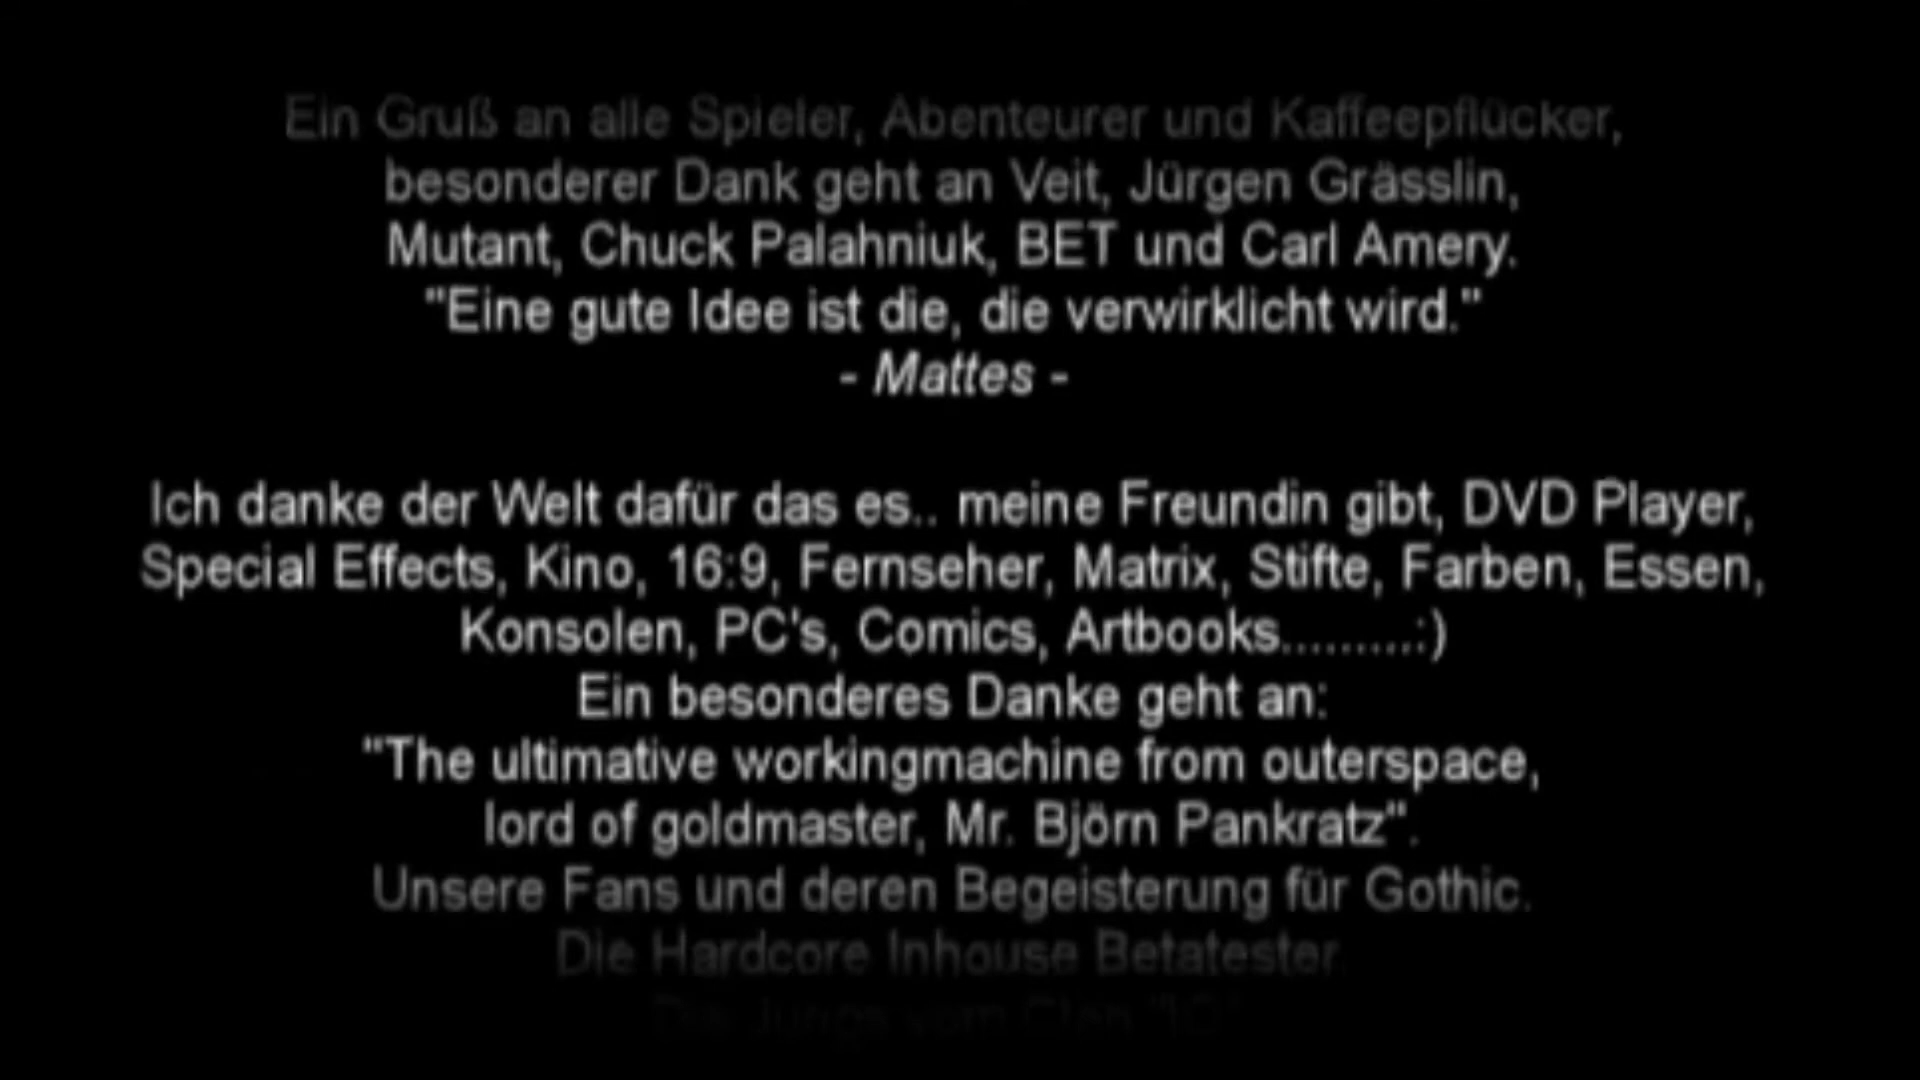 Ein Gruß an alle Spieler, Abenteurer und Kaffeepflücker,
besonderer Dank geht an Veit, Jürgen Grässlin,
Mutant, Chuck Palahniuk, BET und Carl Amery.
"Eine gute Idee ist die, die verwirklicht wird."
- Mattes -
Ich danke der Welt dafür das es.. meine Freundin gibt, DVD Player,
Special Effects, Kino, 16:9, Fernseher, Matrix, Stifte, Farben, Essen,
Konsolen, PC's, Comics, Artbooks..........:)
Ein besonderes Danke geht an:
"The ultimative workingmachine from outerspace,
lord of goldmaster, Mr. Björn Pankratz".
Unsere Fans und deren Begeisterung für Gothic.
Die Hardcore Inhouse Betatester.
Die Jungs vom Clan